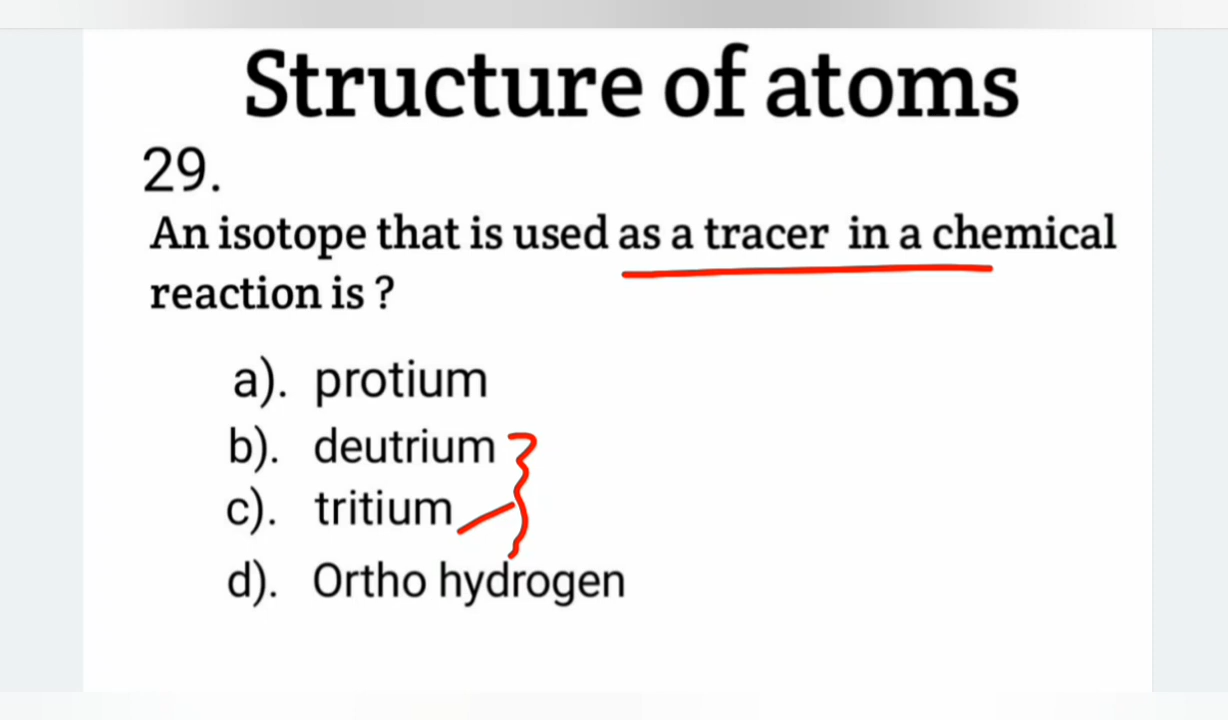 Structure of atoms
29.
An isotope that is used as a tracer in a chemical
reaction is ?
a). protium
b). deutrium
c). tritium
d). Ortho hydrogen